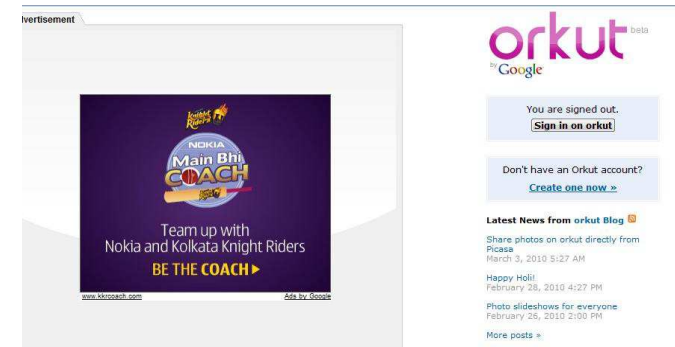 vertisement
Knight
Riders
NOKIA
Main Bhi
COACH
Team up with
Nokia and Kolkata Knight Riders
BE THE COACH
www.kkrcoach.com
Ads by Google
orkut beta
by Google
You are signed out.
Sign in on orkut
Don't have an Orkut account?
Create one now »
Latest News from orkut Blog
Share photos on orkut directly from
Picasa
March 3, 2010 5:27 AM
Happy Holi!
February 28, 2010 4:27 PM
Photo slideshows for everyone
February 26, 2010 2:00 PM
More posts »